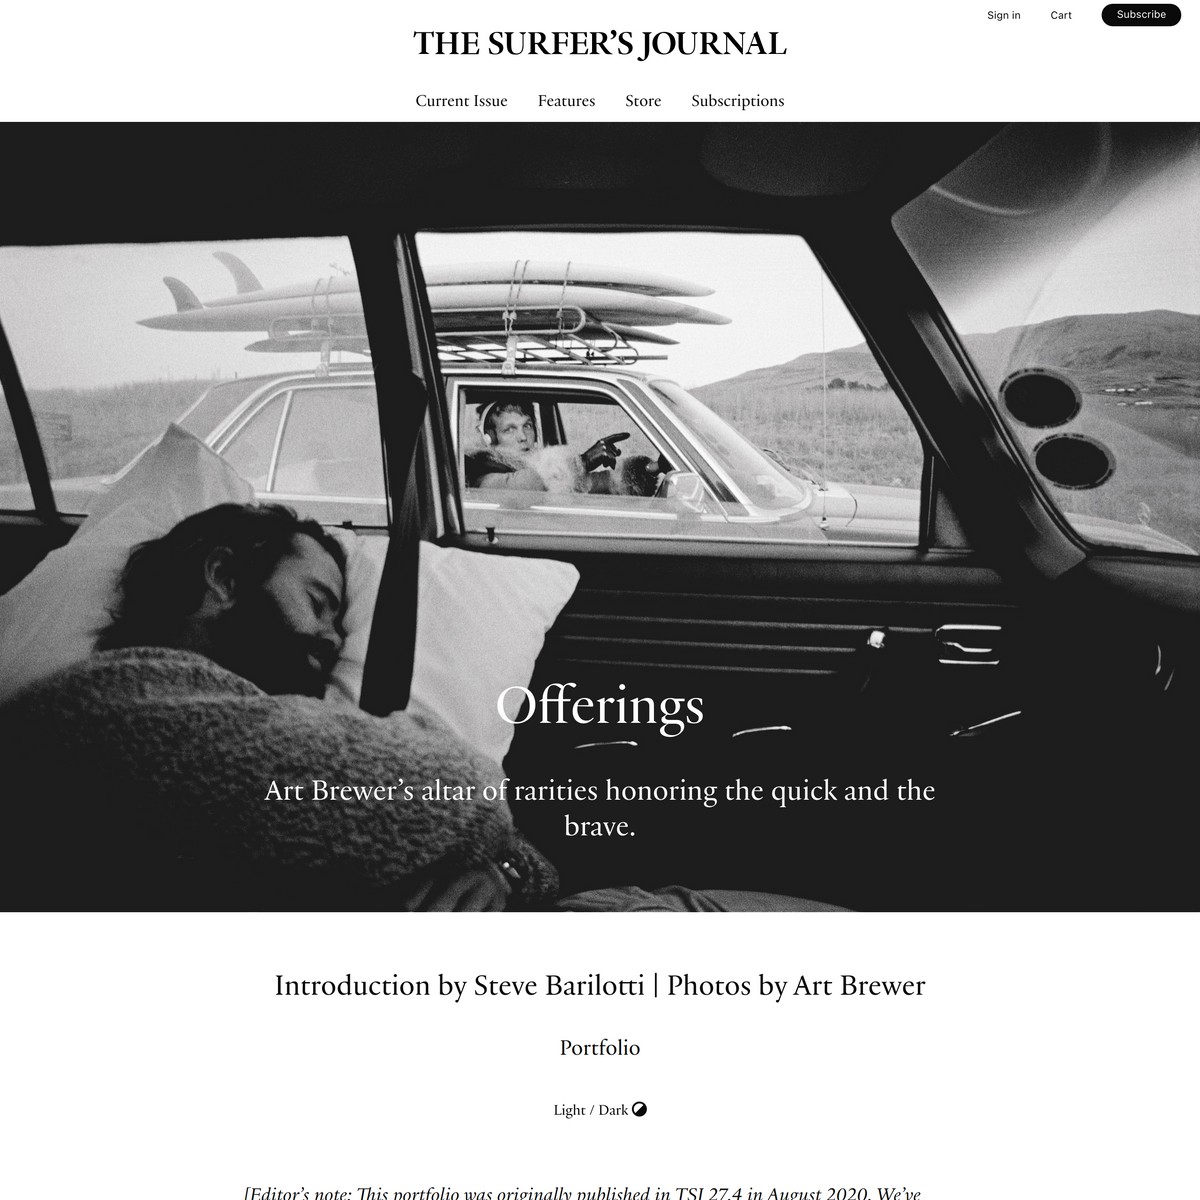 Sign in
Cart
Subscribe
THE SURFER’S JOURNAL
Current Issue
Features
Store
Subscriptions
Offerings
Art Brewer’s altar of rarities honoring the quick and the
brave.
Introduction by Steve Barilotti | Photos by Art Brewer
Portfolio
Light / Dark
[Editor’s note: This portfolio was originally published in TSJ 27.4 in August 2020. We’ve